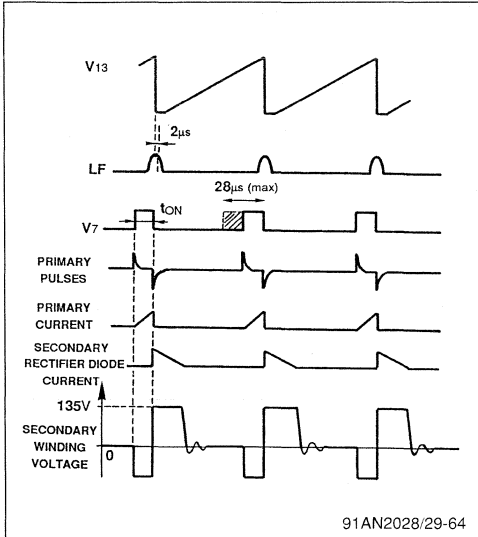 V13
2µs
LF
28µs (max)
tON
V7
PRIMARY
PULSES
PRIMARY
CURRENT
SECONDARY
RECTIFIER DIODE
CURRENT
135V
SECONDARY
WINDING
VOLTAGE
0
91AN2028/29-64